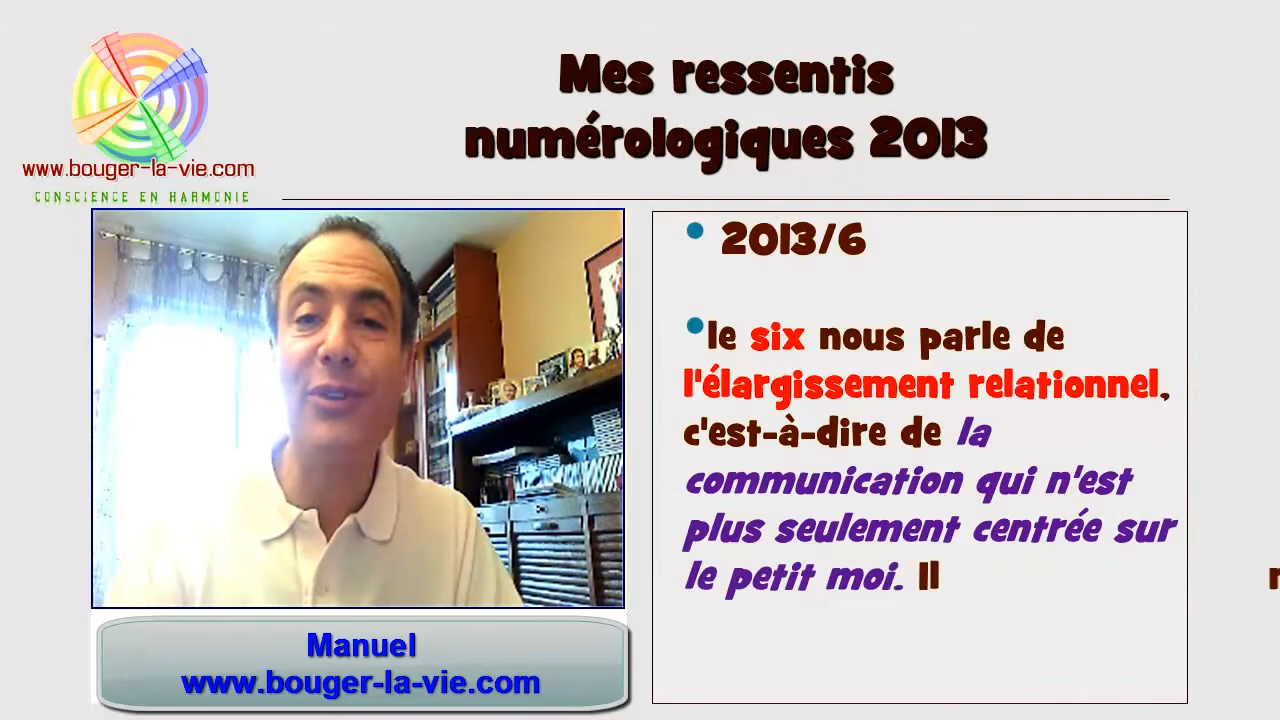 Mes ressentis
numérologiques 2013
www.bouger-la-vie.com
CONSCIENCE EN HARMONIE
• 2013/6
•le six nous parle de
l'élargissement relationnel,
c'est-à-dire de la
communication qui n'est
plus seulement centrée sur
le petit moi. Il
Manuel
www.bouger-la-vie.com